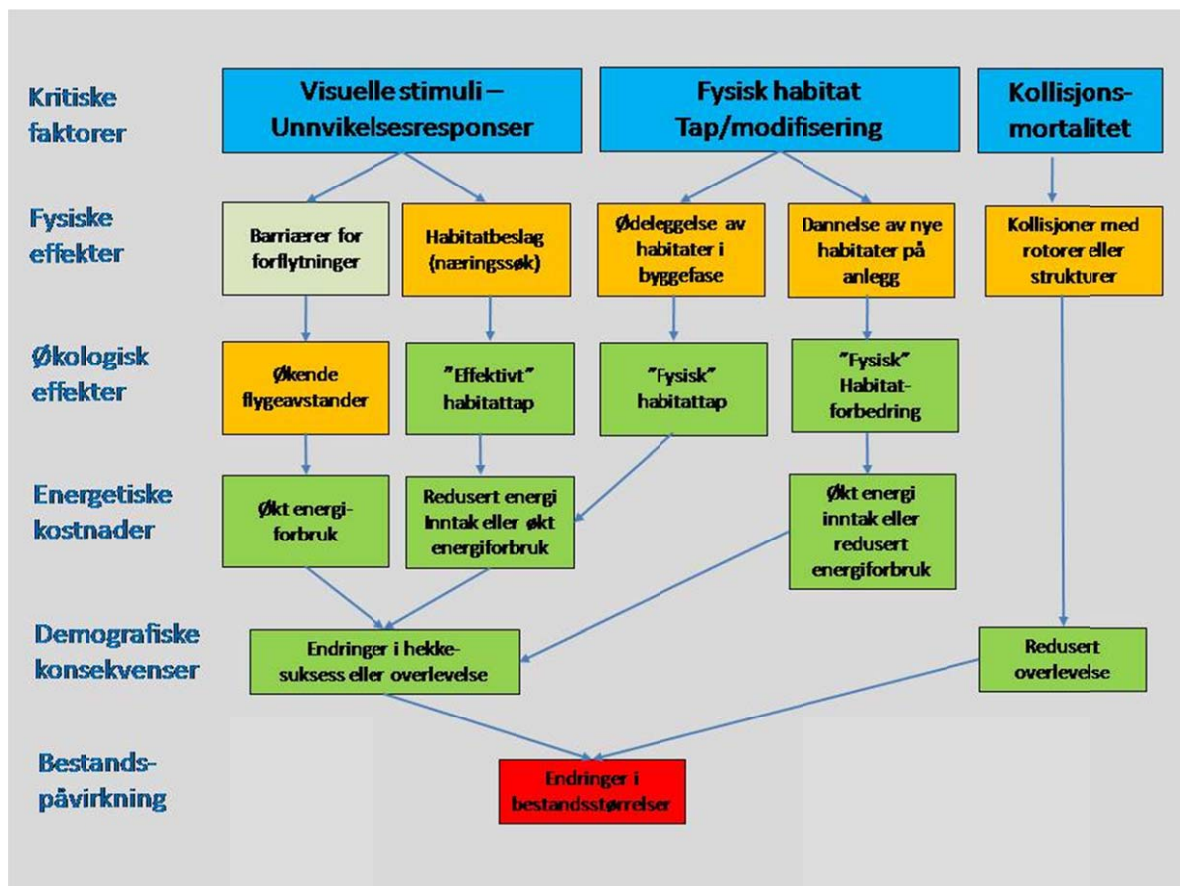 Kritiske
faktorer
Visuelle stimuli –
Unnvikelsesresponser
Fysisk habitat
Tap/modifisering
Kollisjons-
mortalitet
Fysiske
effekter
Barriærer for
forflytninger
Habitatbeslag
(næringssøk)
Ødeleggelse av
habitater i
byggefase
Dannelse av nye
habitater på
anlegg
Kollisjoner med
rotorer eller
strukturer
Økologisk
effekter
Økende
flygeavstander
"Effektivt"
habitattap
"Fysisk"
habitattap
"Fysisk"
Habitat-
forbedring
Energetiske
kostnader
Økt energi-
forbruk
Redusert energi
Inntak eller økt
energiforbruk
Økt energi
inntak eller
redusert
energiforbruk
Demografiske
konsekvenser
Endringer i hekke-
suksess eller overlevelse
Redusert
overlevelse
Bestands-
påvirkning
Endringer i
bestandsstørrelser